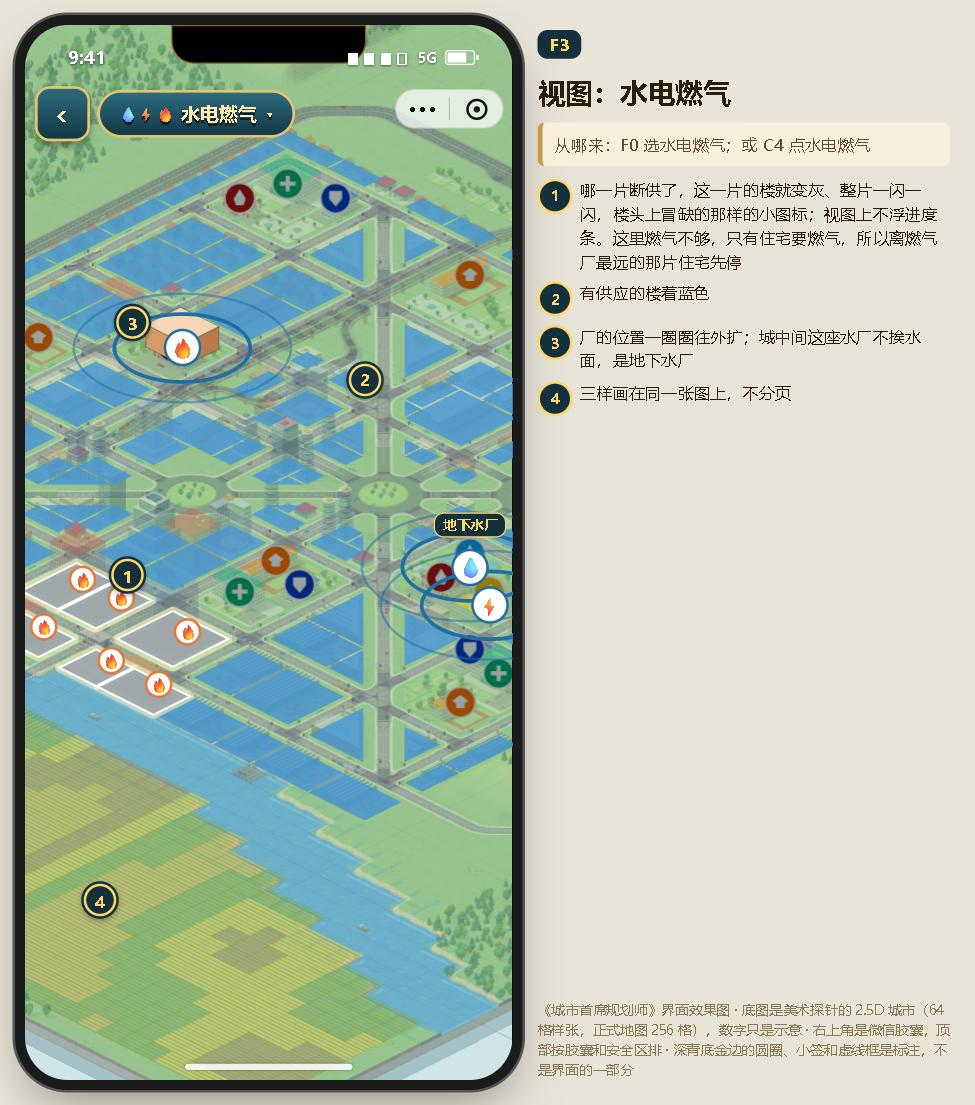 9:41
5G
‹
水电燃气
3
2
地下水厂
1
4
F3
视图：水电燃气
从哪来：F0 选水电燃气；或 C4 点水电燃气
1
哪一片断供了，这一片的楼就变灰、整片一闪一
闪，楼头上冒缺的那样的小图标；视图上不浮进度
条。这里燃气不够，只有住宅要燃气，所以离燃气
厂最远的那片住宅先停
2
有供应的楼着蓝色
3
厂的位置一圈圈往外扩；城中间这座水厂不挨水
面，是地下水厂
4
三样画在同一张图上，不分页
《城市首席规划师》界面效果图 · 底图是美术探针的 2.5D 城市（64
格样张，正式地图 256 格），数字只是示意 · 右上角是微信胶囊，顶
部按胶囊和安全区排 · 深青底金边的圆圈、小签和虚线框是标注，不
是界面的一部分